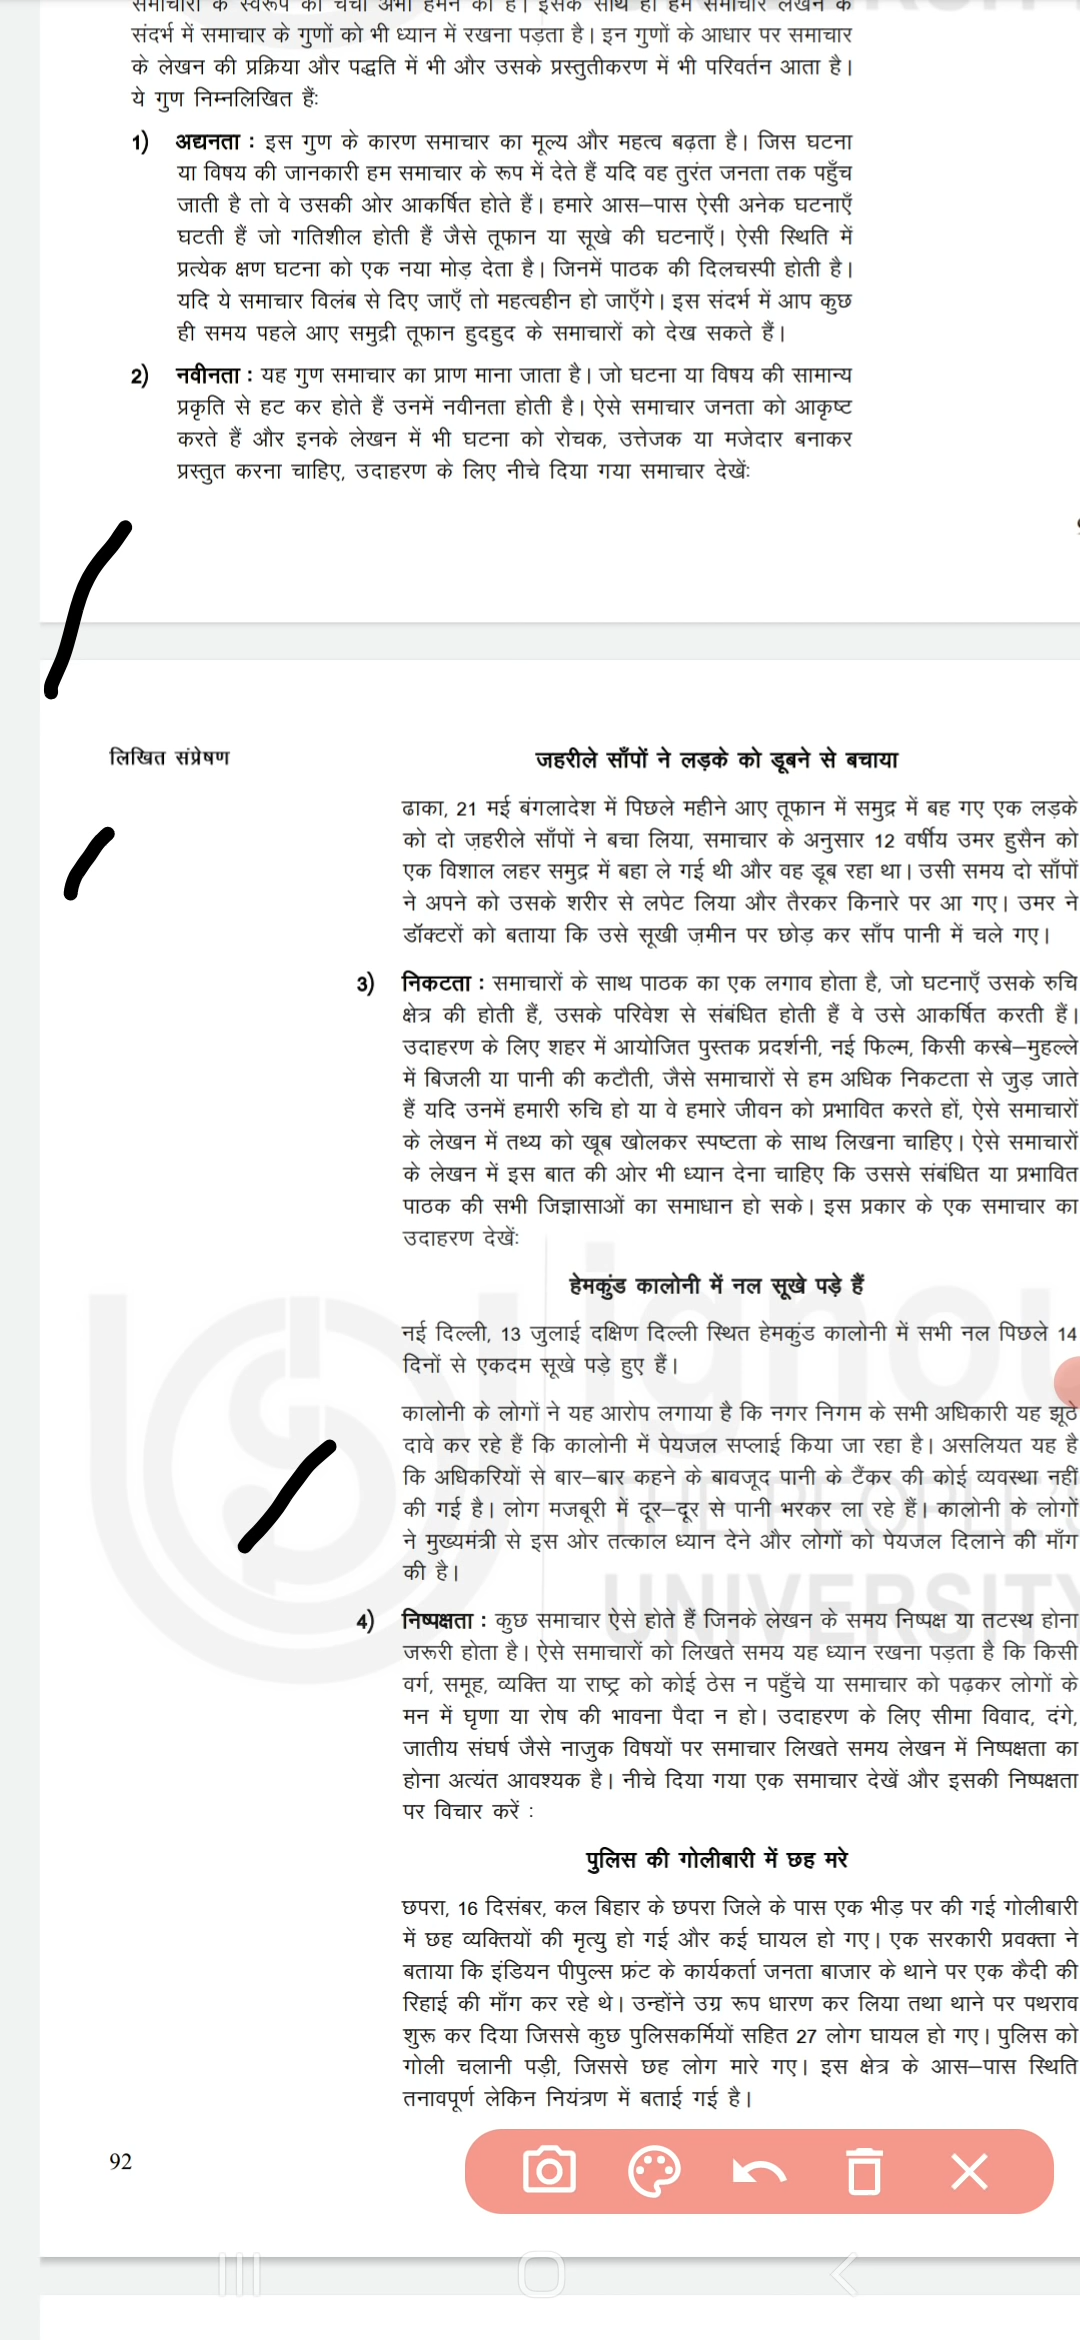 समाचारों के स्वरूप की चर्चा अभी हमने की है। इसके साथ ही हमें समाचार लेखन के
संदर्भ में समाचार के गुणों को भी ध्यान में रखना पड़ता है। इन गुणों के आधार पर समाचार
के लेखन की प्रक्रिया और पद्धति में भी और उसके प्रस्तुतीकरण में भी परिवर्तन आता है।
ये गुण निम्नलिखित हैं:
1) अद्यनता : इस गुण के कारण समाचार का मूल्य और महत्व बढ़ता है। जिस घटना
या विषय की जानकारी हम समाचार के रूप में देते हैं यदि वह तुरंत जनता तक पहुँच
जाती है तो वे उसकी ओर आकर्षित होते हैं। हमारे आस–पास ऐसी अनेक घटनाएँ
घटती हैं जो गतिशील होती हैं जैसे तूफान या सूखे की घटनाएँ। ऐसी स्थिति में
प्रत्येक क्षण घटना को एक नया मोड़ देता है। जिनमें पाठक की दिलचस्पी होती है।
यदि ये समाचार विलंब से दिए जाएँ तो महत्वहीन हो जाएँगे। इस संदर्भ में आप कुछ
ही समय पहले आए समुद्री तूफान हुदहुद के समाचारों को देख सकते हैं।
2) नवीनता : यह गुण समाचार का प्राण माना जाता है। जो घटना या विषय की सामान्य
प्रकृति से हट कर होते हैं उनमें नवीनता होती है। ऐसे समाचार जनता को आकृष्ट
करते हैं और इनके लेखन में भी घटना को रोचक, उत्तेजक या मजेदार बनाकर
प्रस्तुत करना चाहिए, उदाहरण के लिए नीचे दिया गया समाचार देखें:
लिखित संप्रेषण
जहरीले साँपों ने लड़के को डूबने से बचाया
ढाका, 21 मई बंगलादेश में पिछले महीने आए तूफान में समुद्र में बह गए एक लड़के
को दो ज़हरीले साँपों ने बचा लिया, समाचार के अनुसार 12 वर्षीय उमर हुसैन को
एक विशाल लहर समुद्र में बहा ले गई थी और वह डूब रहा था। उसी समय दो साँपों
ने अपने को उसके शरीर से लपेट लिया और तैरकर किनारे पर आ गए। उमर ने
डॉक्टरों को बताया कि उसे सूखी ज़मीन पर छोड़ कर साँप पानी में चले गए।
3) निकटता : समाचारों के साथ पाठक का एक लगाव होता है, जो घटनाएँ उसके रुचि
क्षेत्र की होती हैं, उसके परिवेश से संबंधित होती हैं वे उसे आकर्षित करती हैं।
उदाहरण के लिए शहर में आयोजित पुस्तक प्रदर्शनी, नई फिल्म, किसी कस्बे–मुहल्ले
में बिजली या पानी की कटौती, जैसे समाचारों से हम अधिक निकटता से जुड़ जाते
हैं यदि उनमें हमारी रुचि हो या वे हमारे जीवन को प्रभावित करते हों, ऐसे समाचारों
के लेखन में तथ्य को खूब खोलकर स्पष्टता के साथ लिखना चाहिए। ऐसे समाचारों
के लेखन में इस बात की ओर भी ध्यान देना चाहिए कि उससे संबंधित या प्रभावित
पाठक की सभी जिज्ञासाओं का समाधान हो सके। इस प्रकार के एक समाचार का
उदाहरण देखें:
हेमकुंड कालोनी में नल सूखे पड़े हैं
नई दिल्ली, 13 जुलाई दक्षिण दिल्ली स्थित हेमकुंड कालोनी में सभी नल पिछले 14
दिनों से एकदम सूखे पड़े हुए हैं।
कालोनी के लोगों ने यह आरोप लगाया है कि नगर निगम के सभी अधिकारी यह झूठे
दावे कर रहे हैं कि कालोनी में पेयजल सप्लाई किया जा रहा है। असलियत यह है
कि अधिकरियों से बार–बार कहने के बावजूद पानी के टैंकर की कोई व्यवस्था नहीं
की गई है। लोग मजबूरी में दूर–दूर से पानी भरकर ला रहे हैं। कालोनी के लोगों
ने मुख्यमंत्री से इस ओर तत्काल ध्यान देने और लोगों को पेयजल दिलाने की माँग
की है।
4) निष्पक्षता : कुछ समाचार ऐसे होते हैं जिनके लेखन के समय निष्पक्ष या तटस्थ होना
जरूरी होता है। ऐसे समाचारों को लिखते समय यह ध्यान रखना पड़ता है कि किसी
वर्ग, समूह, व्यक्ति या राष्ट्र को कोई ठेस न पहुँचे या समाचार को पढ़कर लोगों के
मन में घृणा या रोष की भावना पैदा न हो। उदाहरण के लिए सीमा विवाद, दंगे,
जातीय संघर्ष जैसे नाजुक विषयों पर समाचार लिखते समय लेखन में निष्पक्षता का
होना अत्यंत आवश्यक है। नीचे दिया गया एक समाचार देखें और इसकी निष्पक्षता
पर विचार करें :
पुलिस की गोलीबारी में छह मरे
छपरा, 16 दिसंबर, कल बिहार के छपरा जिले के पास एक भीड़ पर की गई गोलीबारी
में छह व्यक्तियों की मृत्यु हो गई और कई घायल हो गए। एक सरकारी प्रवक्ता ने
बताया कि इंडियन पीपुल्स फ्रंट के कार्यकर्ता जनता बाजार के थाने पर एक कैदी की
रिहाई की माँग कर रहे थे। उन्होंने उग्र रूप धारण कर लिया तथा थाने पर पथराव
शुरू कर दिया जिससे कुछ पुलिसकर्मियों सहित 27 लोग घायल हो गए। पुलिस को
गोली चलानी पड़ी, जिससे छह लोग मारे गए। इस क्षेत्र के आस–पास स्थिति
तनावपूर्ण लेकिन नियंत्रण में बताई गई है।
92
ignou
THE PEOPLE'S
UNIVERSITY